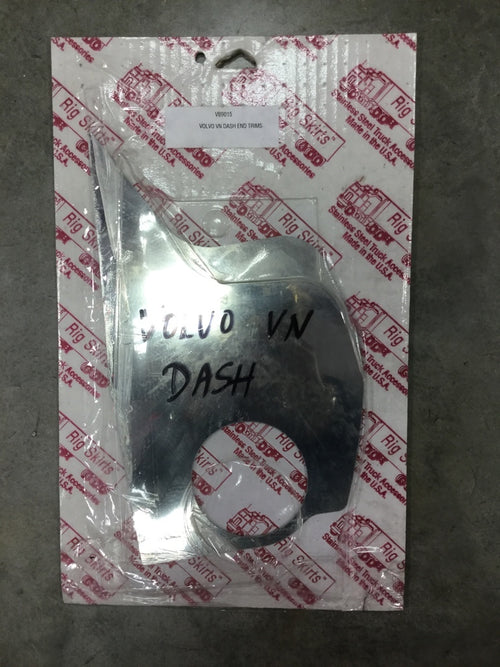 VB9015
VOLVO VN DASH END TRIMS
VOLVO VN
DASH
Rig Skirts
Stainless Steel Truck Accessories
Made in the U.S.A.